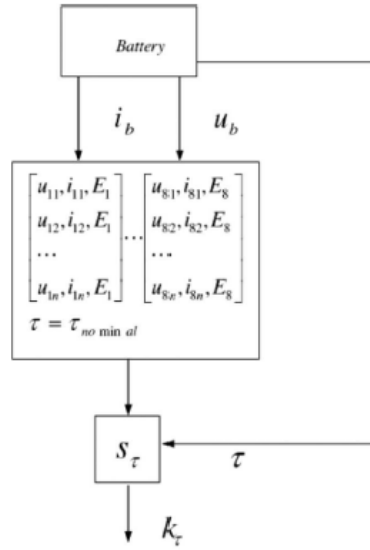 Battery
i_b u_b
[u_11, i_11, E_1] [u_81, i_81, E_8]
[u_12, i_12, E_1] ... [u_82, i_82, E_8]
... ...
[u_1n, i_1n, E_1] [u_8n, i_8n, E_8]
τ = τ_no min al
s_τ τ
k_τ